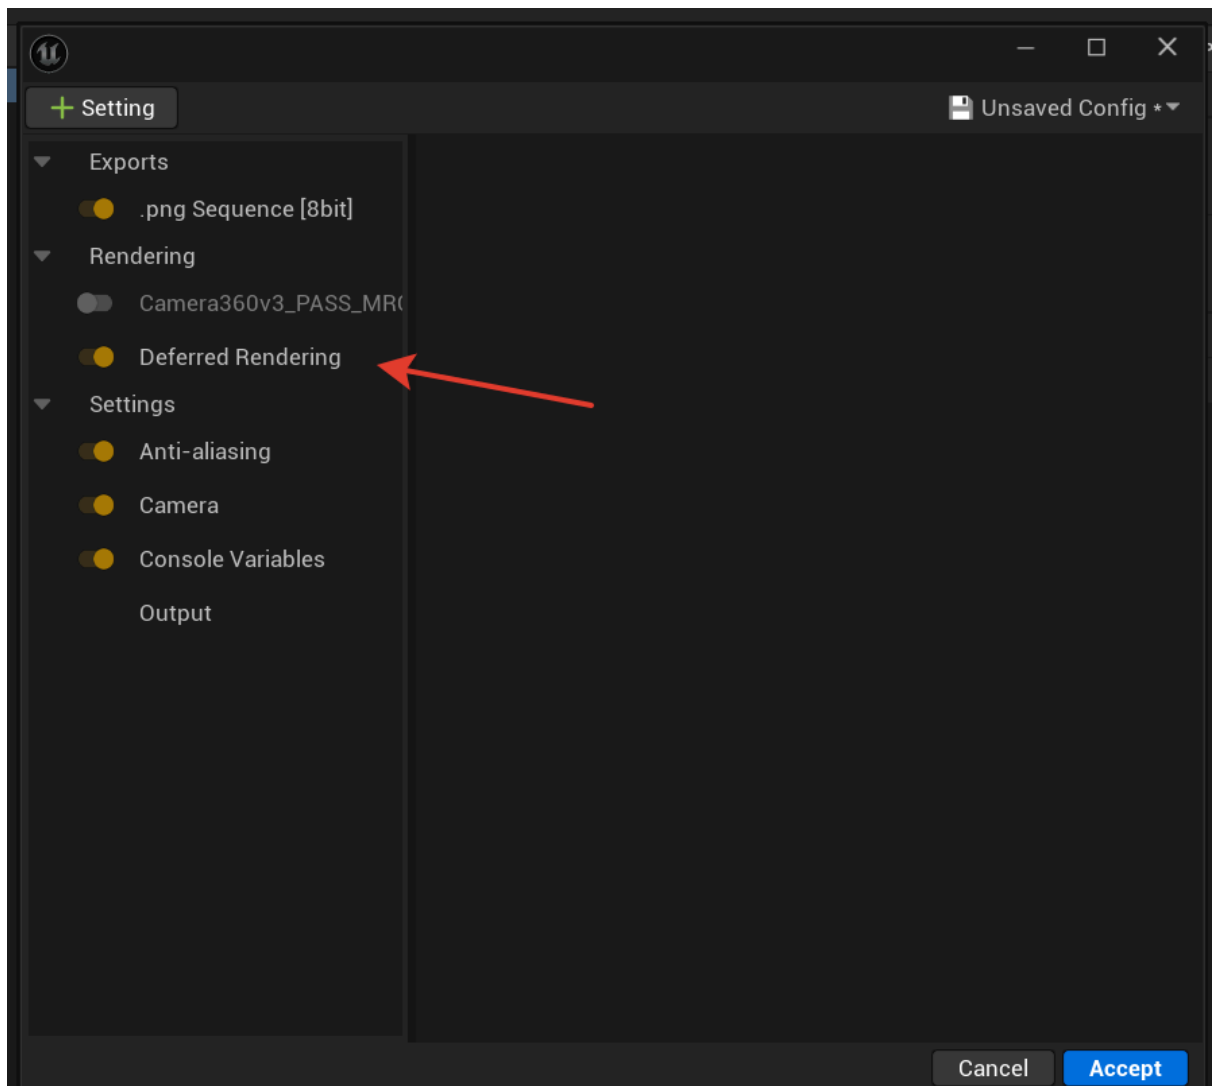 Setting
Unsaved Config *
Exports
.png Sequence [8bit]
Rendering
Camera360v3_PASS_MR
Deferred Rendering
Settings
Anti-aliasing
Camera
Console Variables
Output
Cancel
Accept